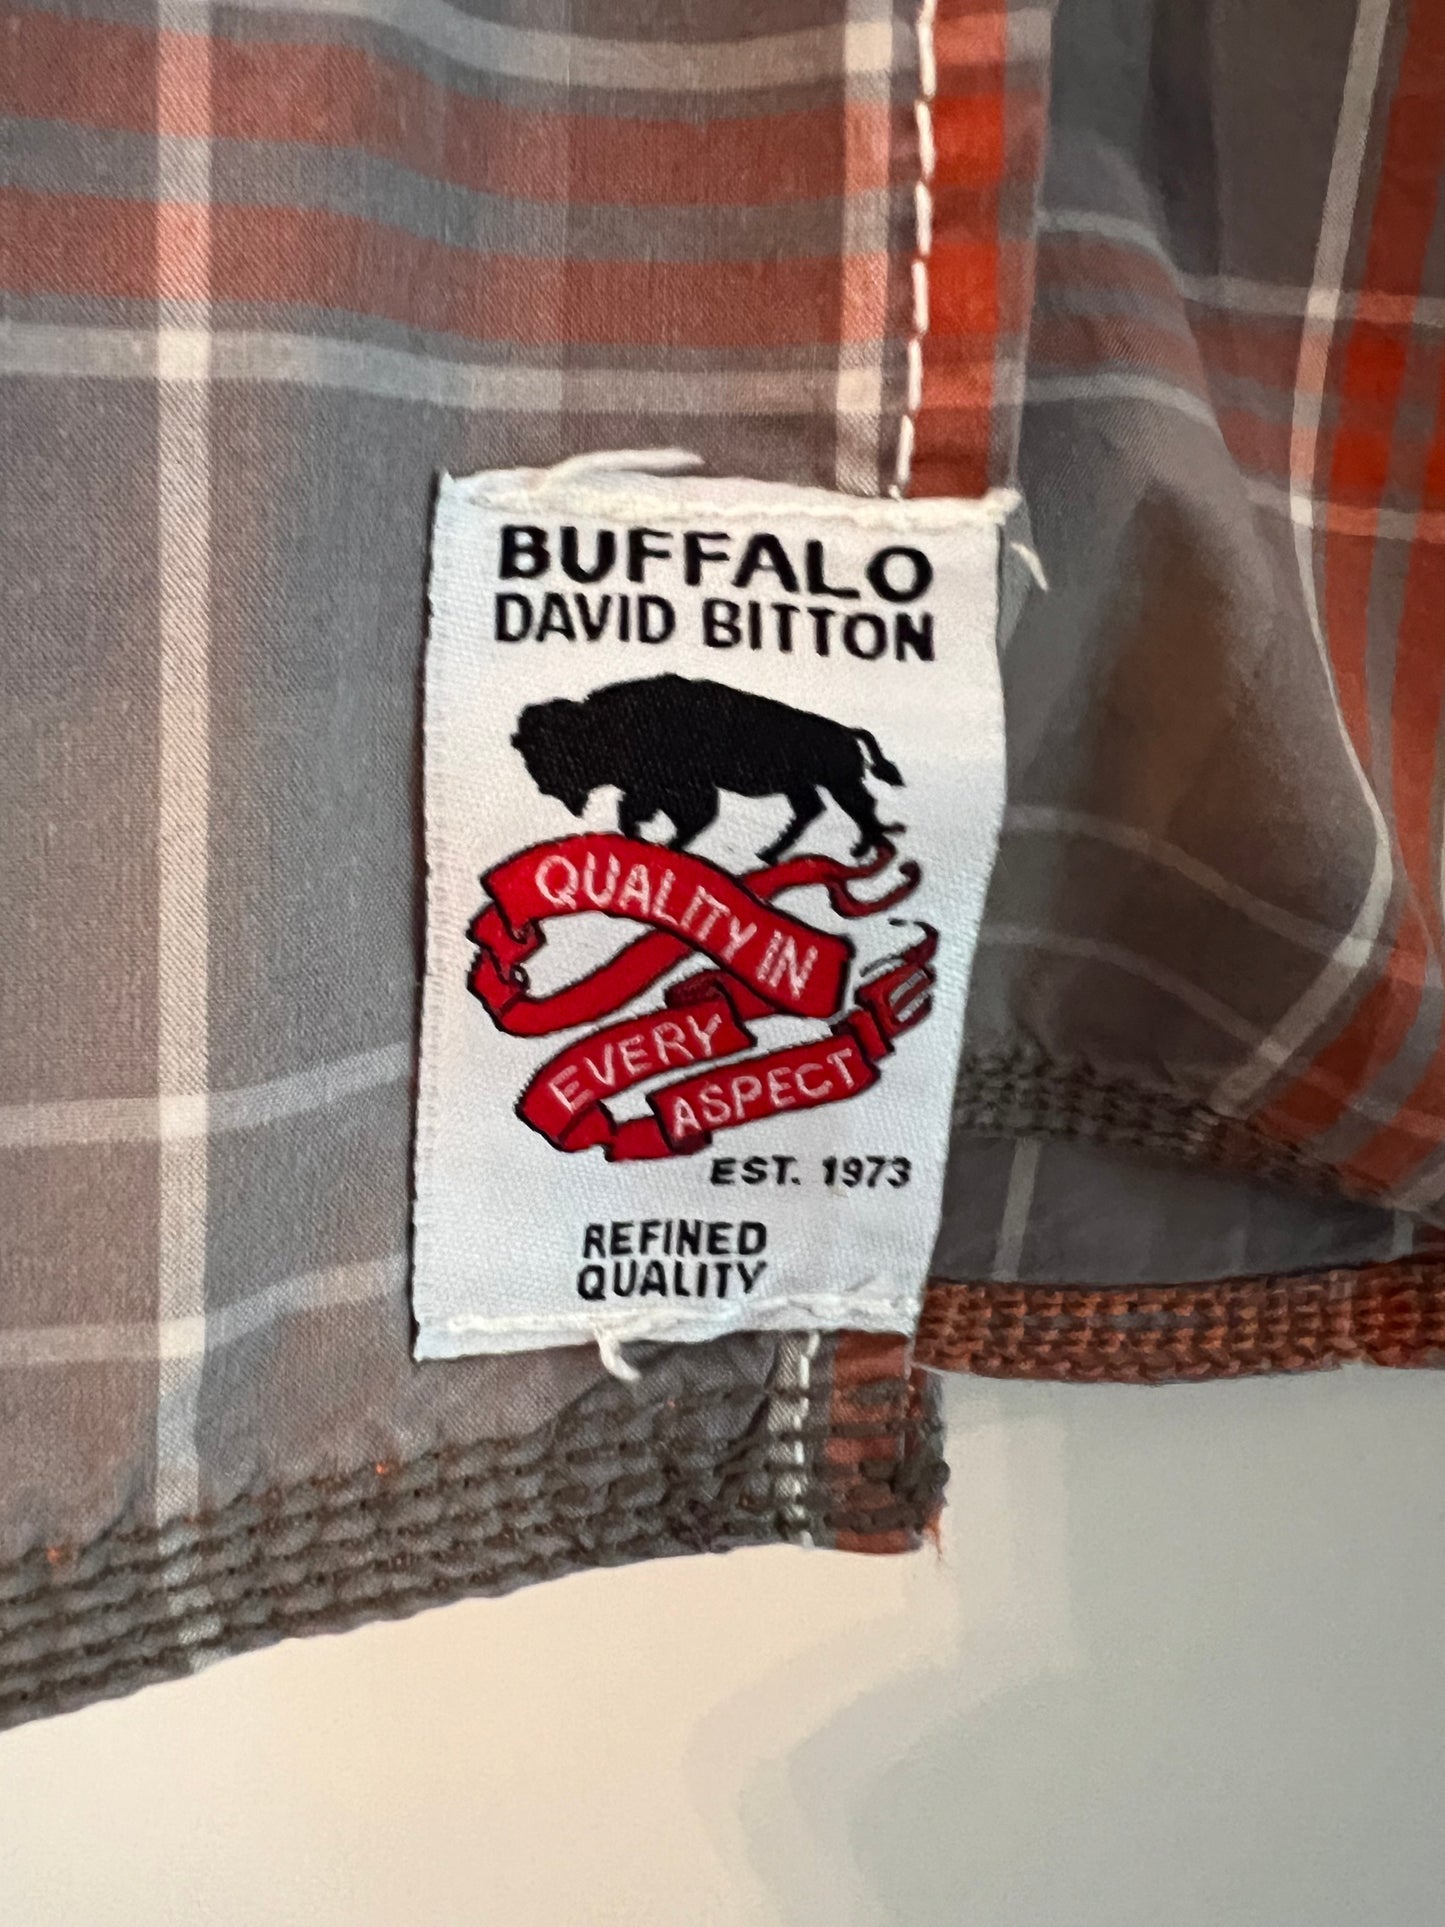 BUFFALO
DAVID BITTON
QUALITY IN
EVERY
ASPECT
EST. 1973
REFINED
QUALITY